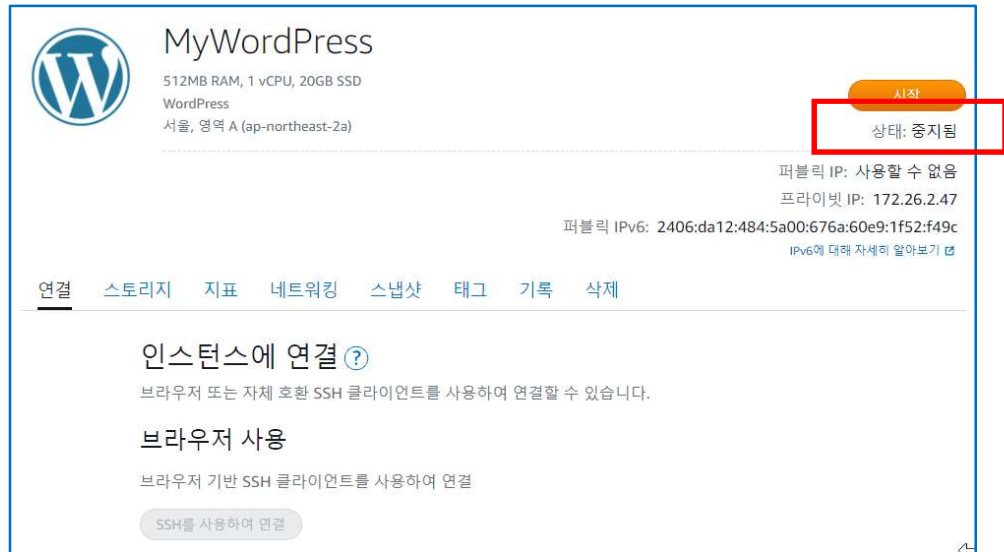 MyWordPress
512MB RAM, 1 vCPU, 20GB SSD
WordPress
서울, 영역 A (ap-northeast-2a)
시작
상태: 중지됨
퍼블릭 IP: 사용할 수 없음
프라이빗 IP: 172.26.2.47
퍼블릭 IPv6: 2406:da12:484:5a00:676a:60e9:1f52:f49c
IPv6에 대해 자세히 알아보기
연결 스토리지 지표 네트워킹 스냅샷 태그 기록 삭제
인스턴스에 연결 ?
브라우저 또는 자체 호환 SSH 클라이언트를 사용하여 연결할 수 있습니다.
브라우저 사용
브라우저 기반 SSH 클라이언트를 사용하여 연결
SSH를 사용하여 연결